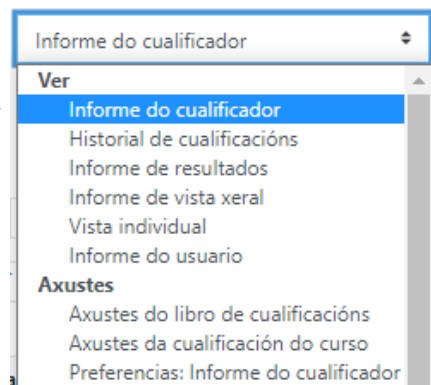 Informe do cualificador
Ver
Informe do cualificador
Historial de cualificacións
Informe de resultados
Informe de vista xeral
Vista individual
Informe do usuario
Axustes
Axustes do libro de cualificacións
Axustes da cualificación do curso
Preferencias: Informe do cualificador